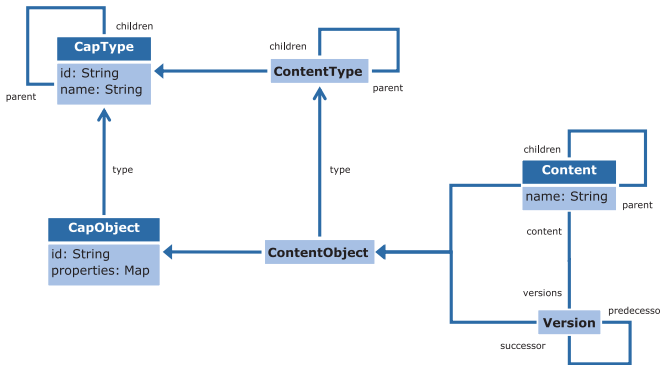 children
CapType
id: String
name: String
parent
children
ContentType
parent
type
type
children
Content
name: String
parent
CapObject
id: String
properties: Map
ContentObject
content
versions
Version
predecesso
successor